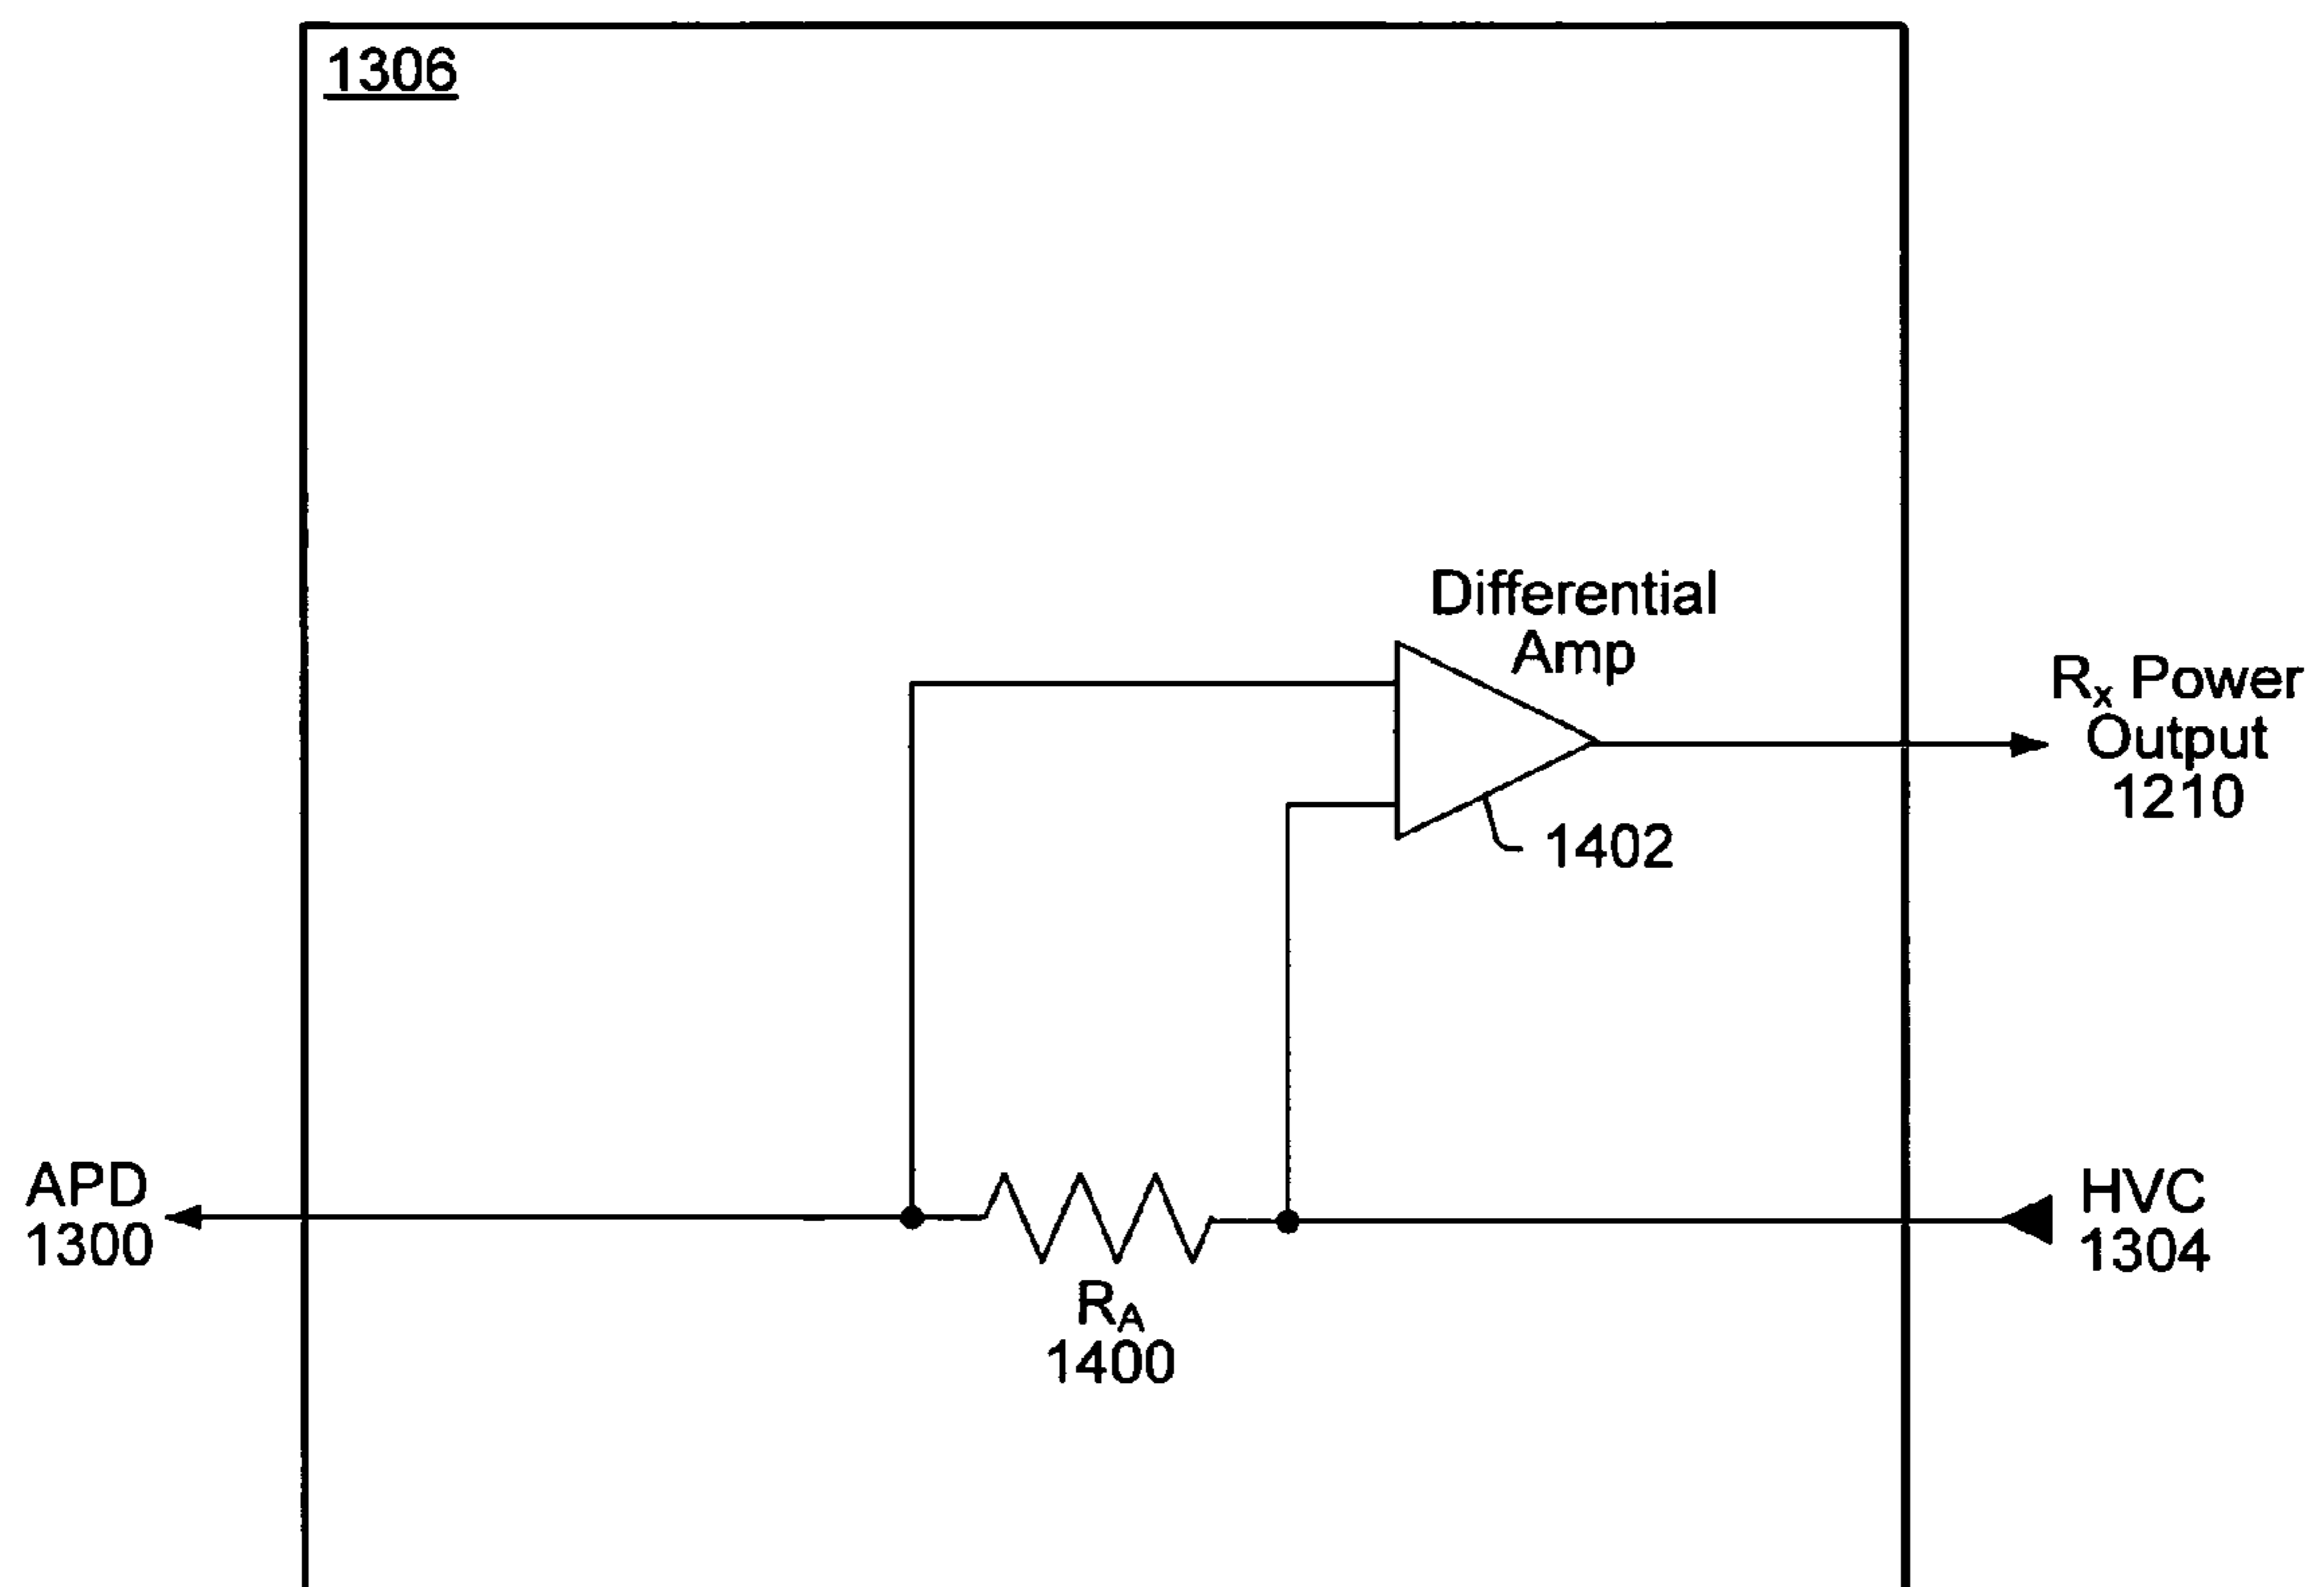 1306
Differential
Amp
Rx Power
Output
1210
1402
APD
1300
HVC
1304
RA
1400